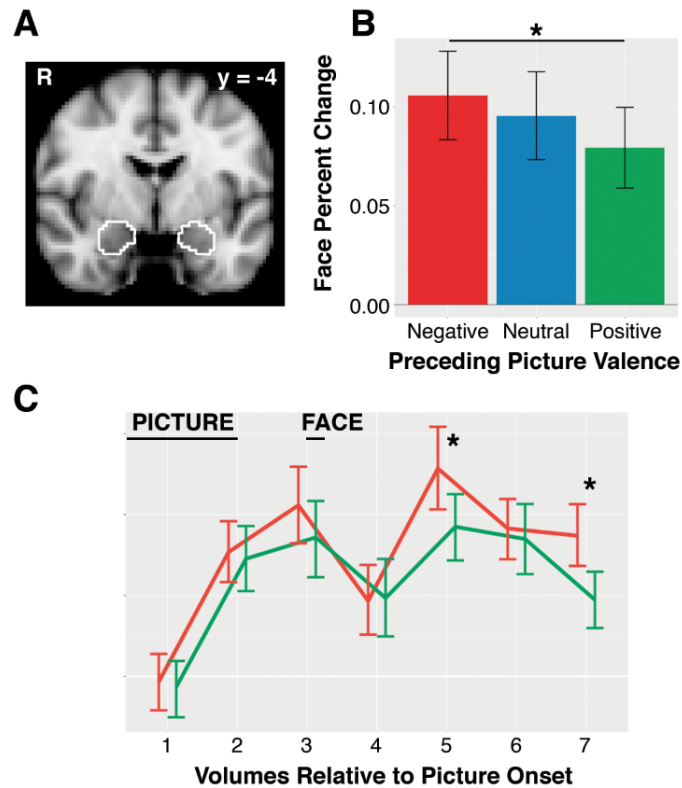 A
R
y = -4
B
*
Face Percent Change
0.10
0.05
0.00
Negative Neutral Positive
Preceding Picture Valence
C
PICTURE FACE
*
*
1 2 3 4 5 6 7
Volumes Relative to Picture Onset